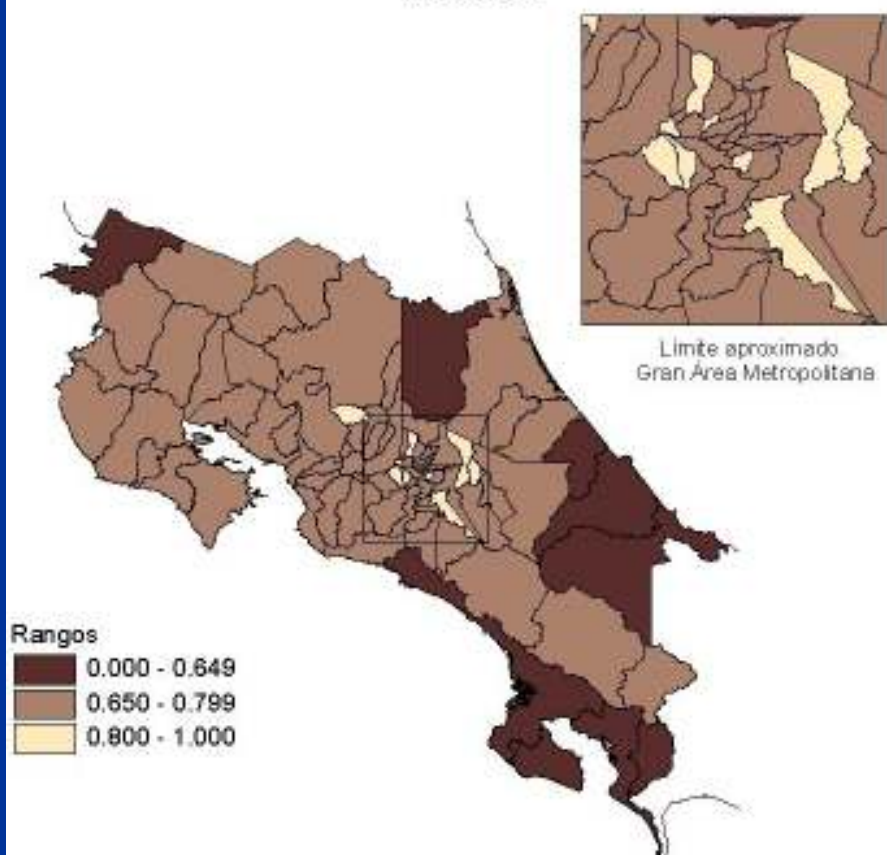 Límite aproximado
Gran Área Metropolitana
Rangos
0.000 - 0.649
0.650 - 0.799
0.800 - 1.000